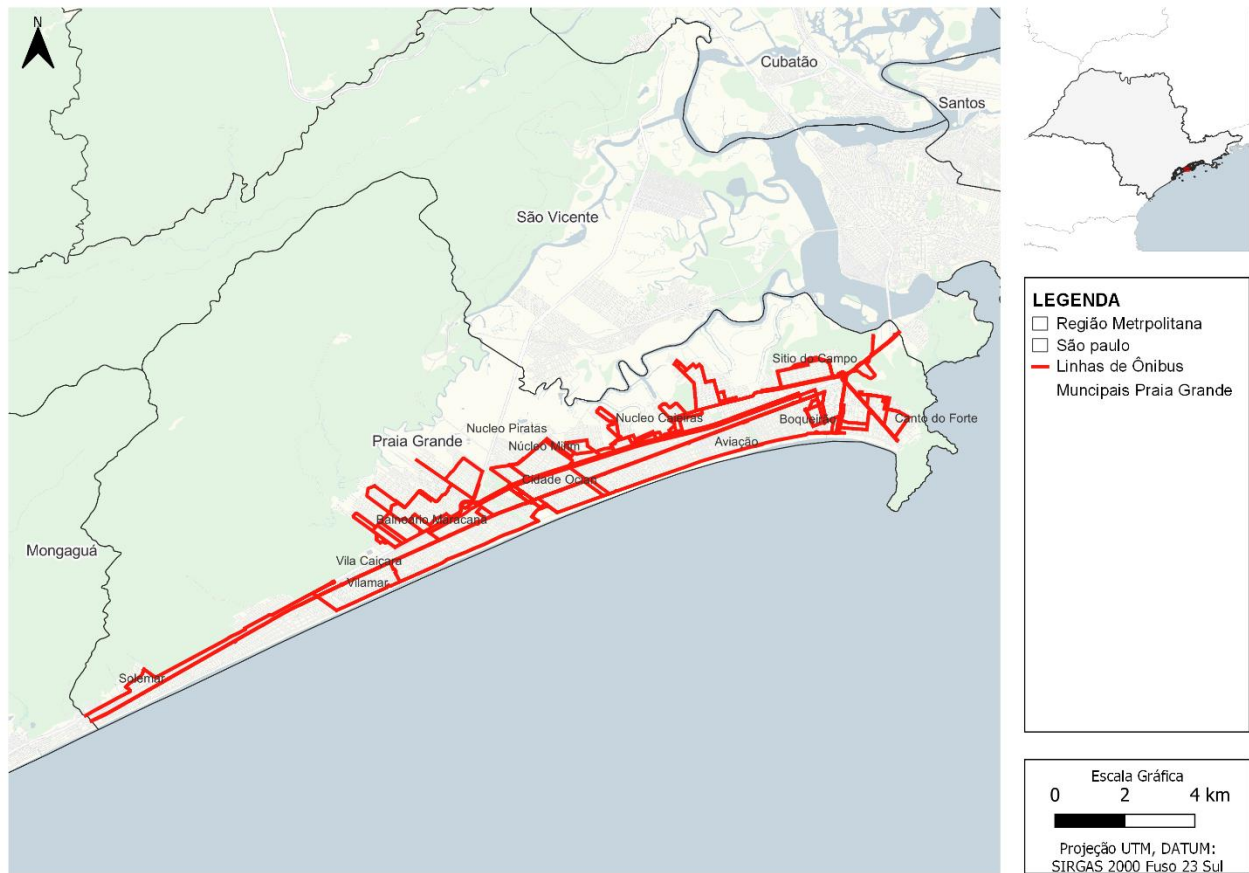 N
Cubatão
Santos
São Vicente
Sitio do Campo
Nucleo Caieiras
Boqueirão
Canto do Forte
Nucleo Piratas
Praia Grande
Núcleo Mirim
Aviação
Cidade Ocian
Balneário Maracanã
Mongaguá
Vila Caiçara
Vilamar
Solemar
LEGENDA
Região Metrpolitana
São paulo
Linhas de Ônibus
Muncipais Praia Grande
Escala Gráfica
0 2 4 km
Projeção UTM, DATUM:
SIRGAS 2000 Fuso 23 Sul